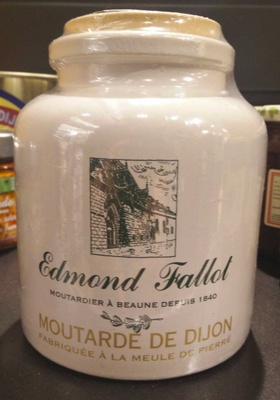 Edmond Fallot
MOUTARDIER À BEAUNE DEPUIS 1840
MOUTARDE DE DIJON
FABRIQUÉE À LA MEULE DE PIERRE